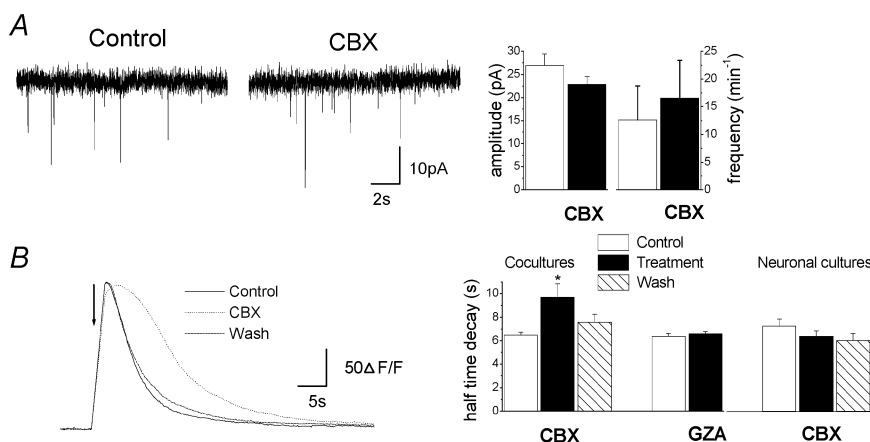 A
Control
CBX
10pA
2s
amplitude (pA)
30
25
20
15
10
5
0
25
20
15
10
5
0
frequency (min-1)
CBX
CBX
B
Control
CBX
Wash
50ΔF/F
5s
Control
Treatment
Wash
Cocultures
Neuronal cultures
*
half time decay (s)
10
8
6
4
2
0
CBX
GZA
CBX